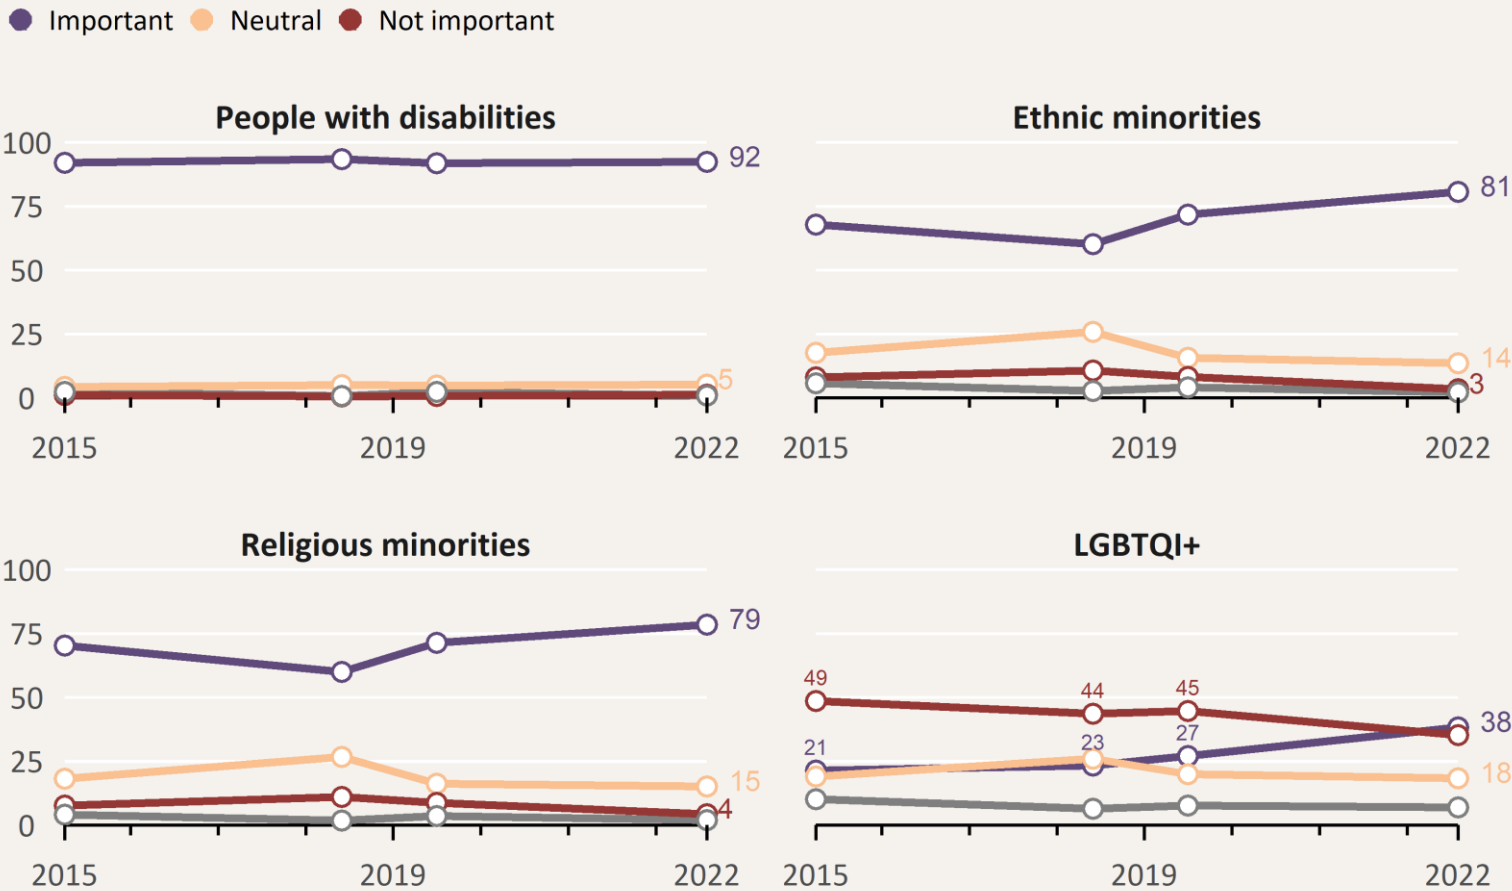 Important Neutral Not important
People with disabilities
100
75
50
25
0
92
5
2015 2019 2022
Ethnic minorities
81
14
3
2015 2019 2022
Religious minorities
100
75
50
25
0
79
15
4
2015 2019 2022
LGBTQI+
49
44
45
21
23
27
38
18
2015 2019 2022